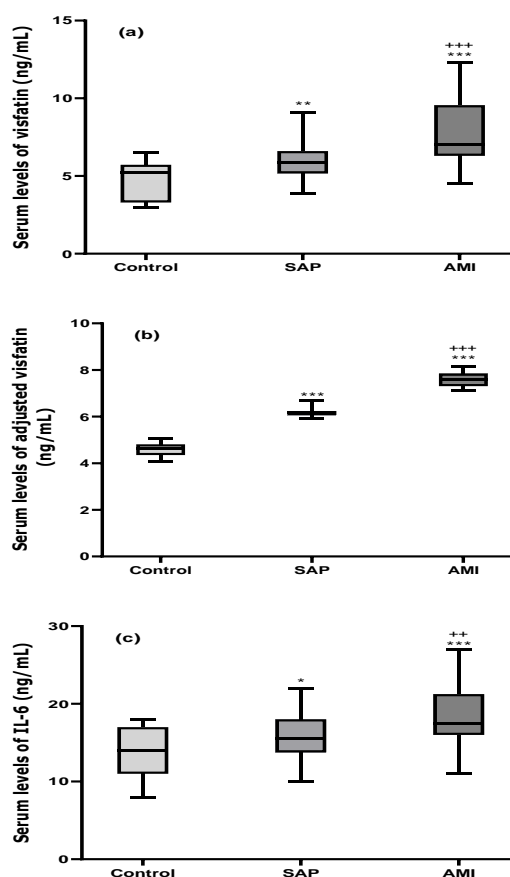 Serum levels of visfatin (ng/mL)
15
10
5
0
(a)
**
+++
***
Control SAP AMI
Serum levels of adjusted visfatin
(ng/mL)
10
8
6
4
2
0
(b)
***
+++
***
Control SAP AMI
Serum levels of IL-6 (ng/mL)
30
20
10
0
(c)
*
++
***
Control SAP AMI